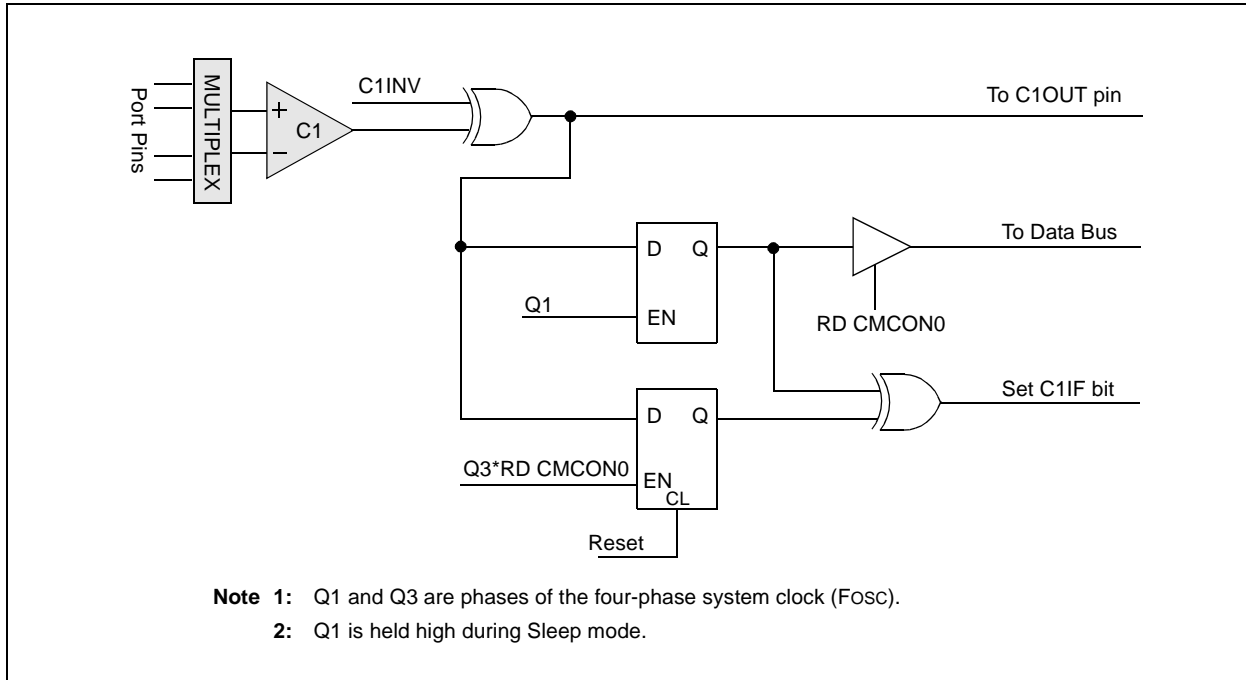 MULTIPLEX
Port Pins
+
C1
−
C1INV
To C1OUT pin
D Q
Q1
EN
To Data Bus
RD CMCON0
D Q
Q3*RD CMCON0
EN
CL
Reset
Set C1IF bit
Note 1: Q1 and Q3 are phases of the four-phase system clock (FOSC).
2: Q1 is held high during Sleep mode.